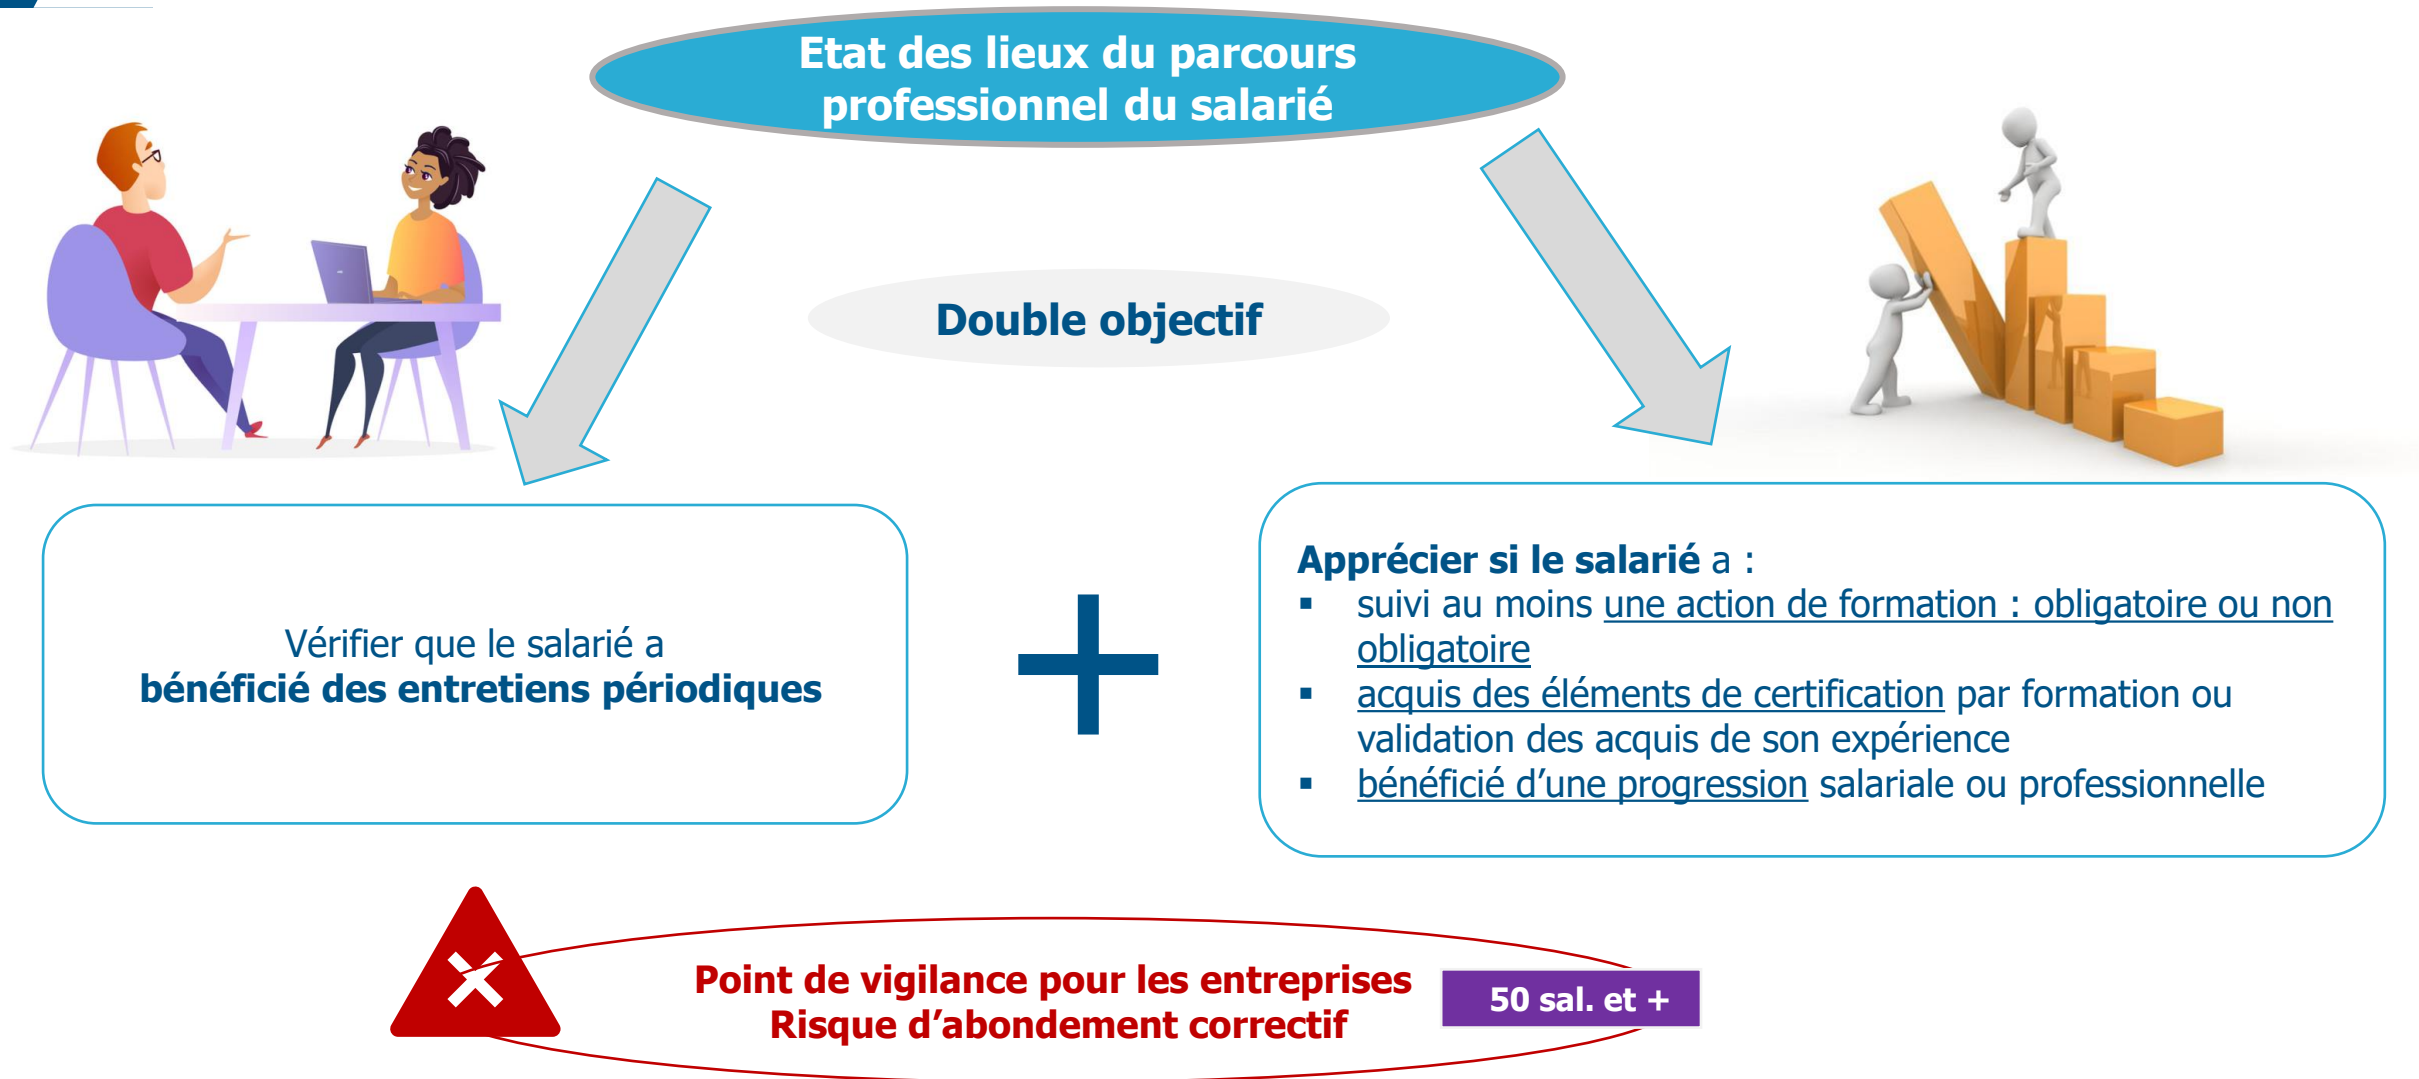 Etat des lieux du parcours
professionnel du salarié
Double objectif
Vérifier que le salarié a
bénéficié des entretiens périodiques
Apprécier si le salarié a :
▪ suivi au moins une action de formation : obligatoire ou non
obligatoire
▪ acquis des éléments de certification par formation ou
validation des acquis de son expérience
▪ bénéficié d’une progression salariale ou professionnelle
Point de vigilance pour les entreprises
Risque d’abondement correctif
50 sal. et +